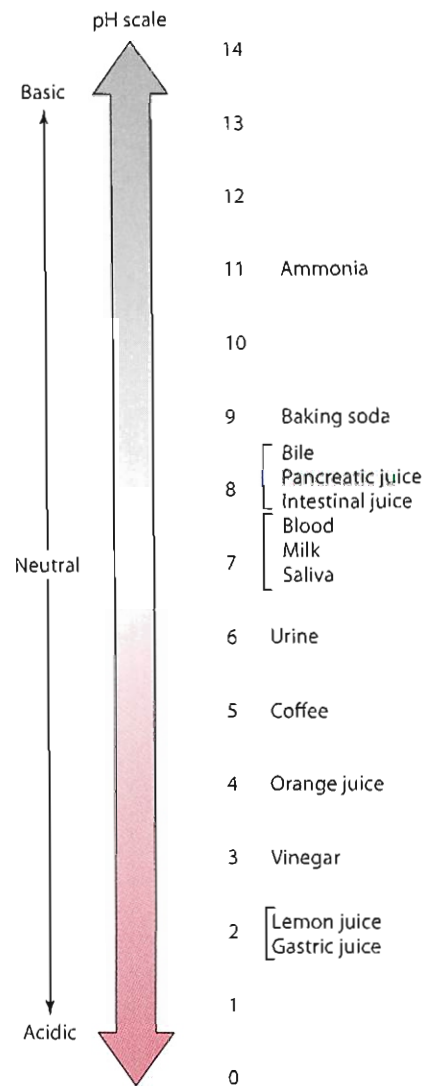 pH scale
14
Basic
13
12
11 Ammonia
10
9 Baking soda
Bile
8 Pancreatic juice
Intestinal juice
Blood
Milk
7
Neutral
Saliva
6 Urine
5 Coffee
4 Orange juice
3 Vinegar
Lemon juice
2
Gastric juice
1
Acidic
0